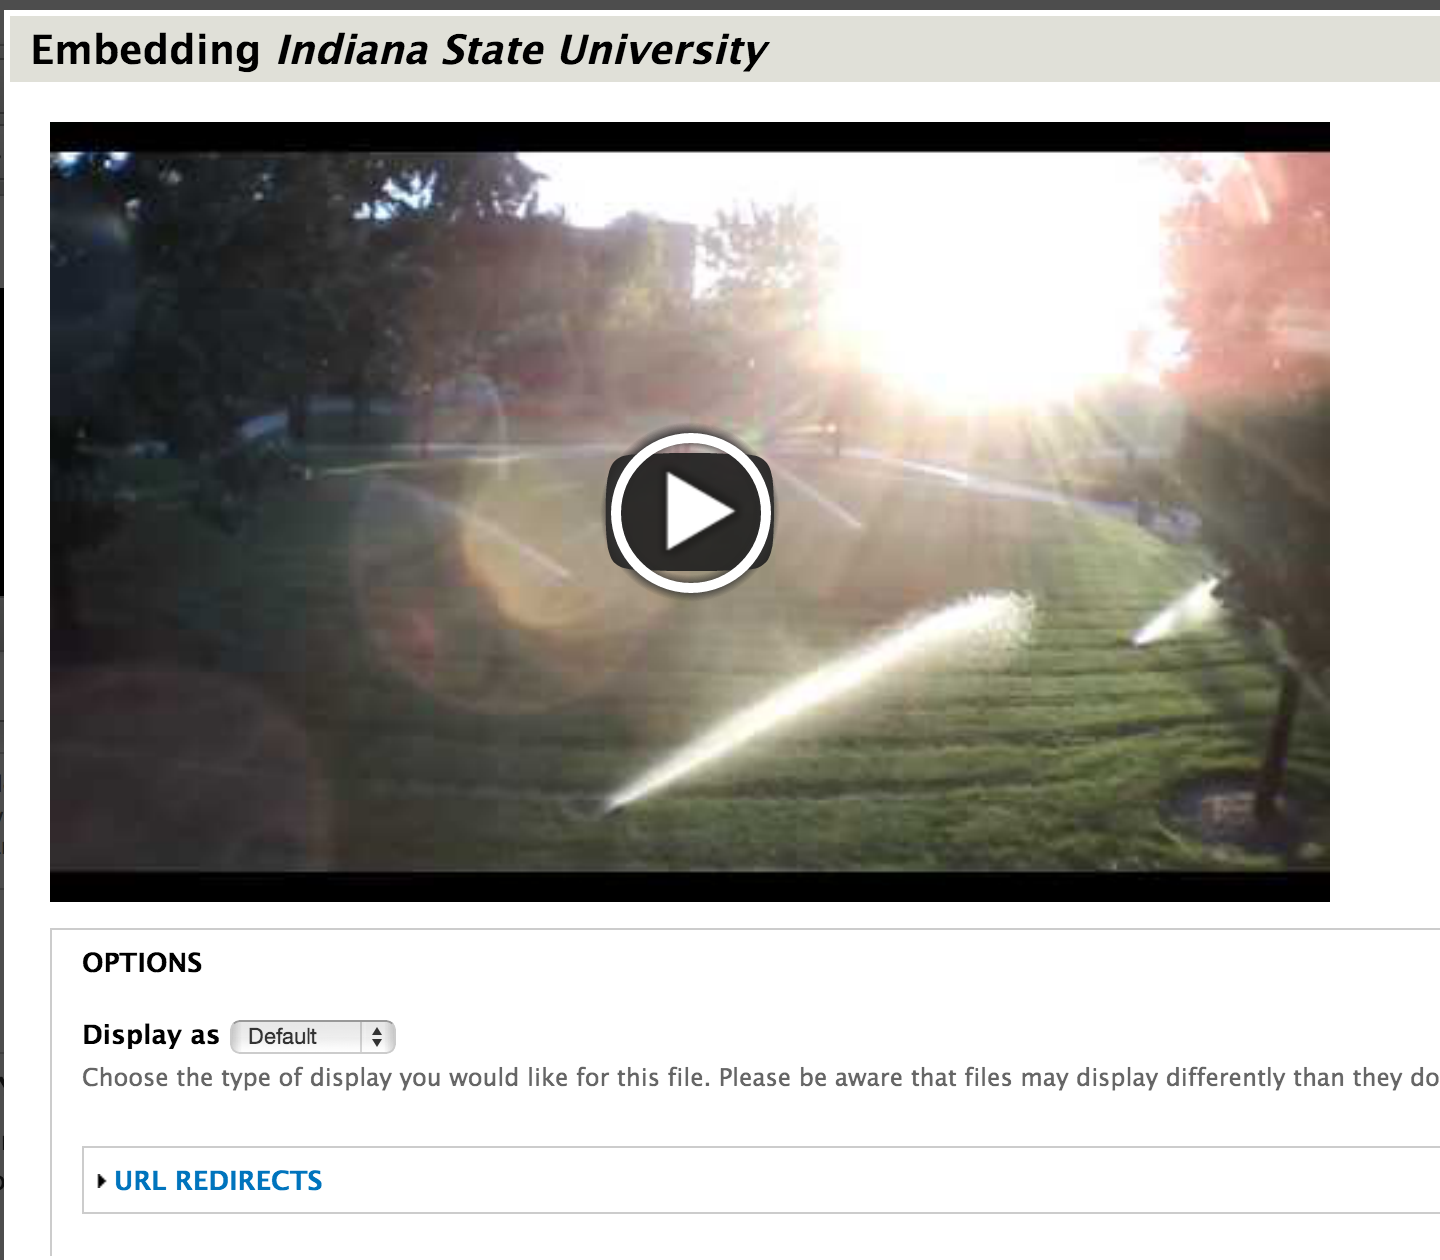 Embedding Indiana State University
OPTIONS
Display as Default
Choose the type of display you would like for this file. Please be aware that files may display differently than they do
URL REDIRECTS